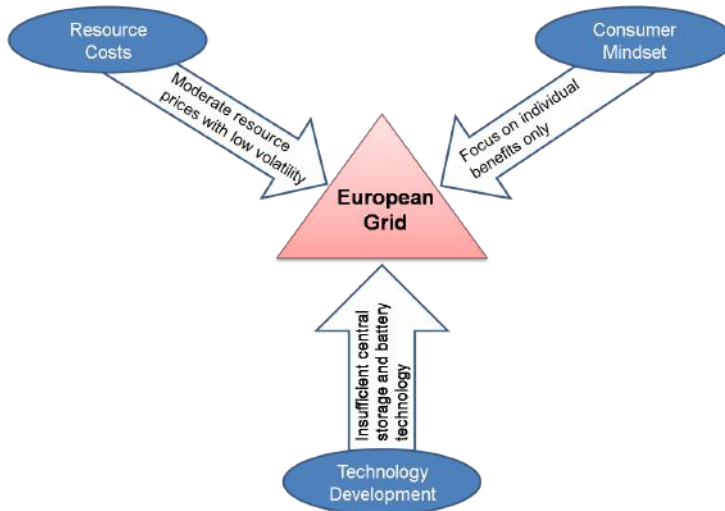 Resource
Costs
Consumer
Mindset
Moderate resource
prices with low volatility
Focus on individual
benefits only
European
Grid
Insufficient central
storage and battery
technology
Technology
Development